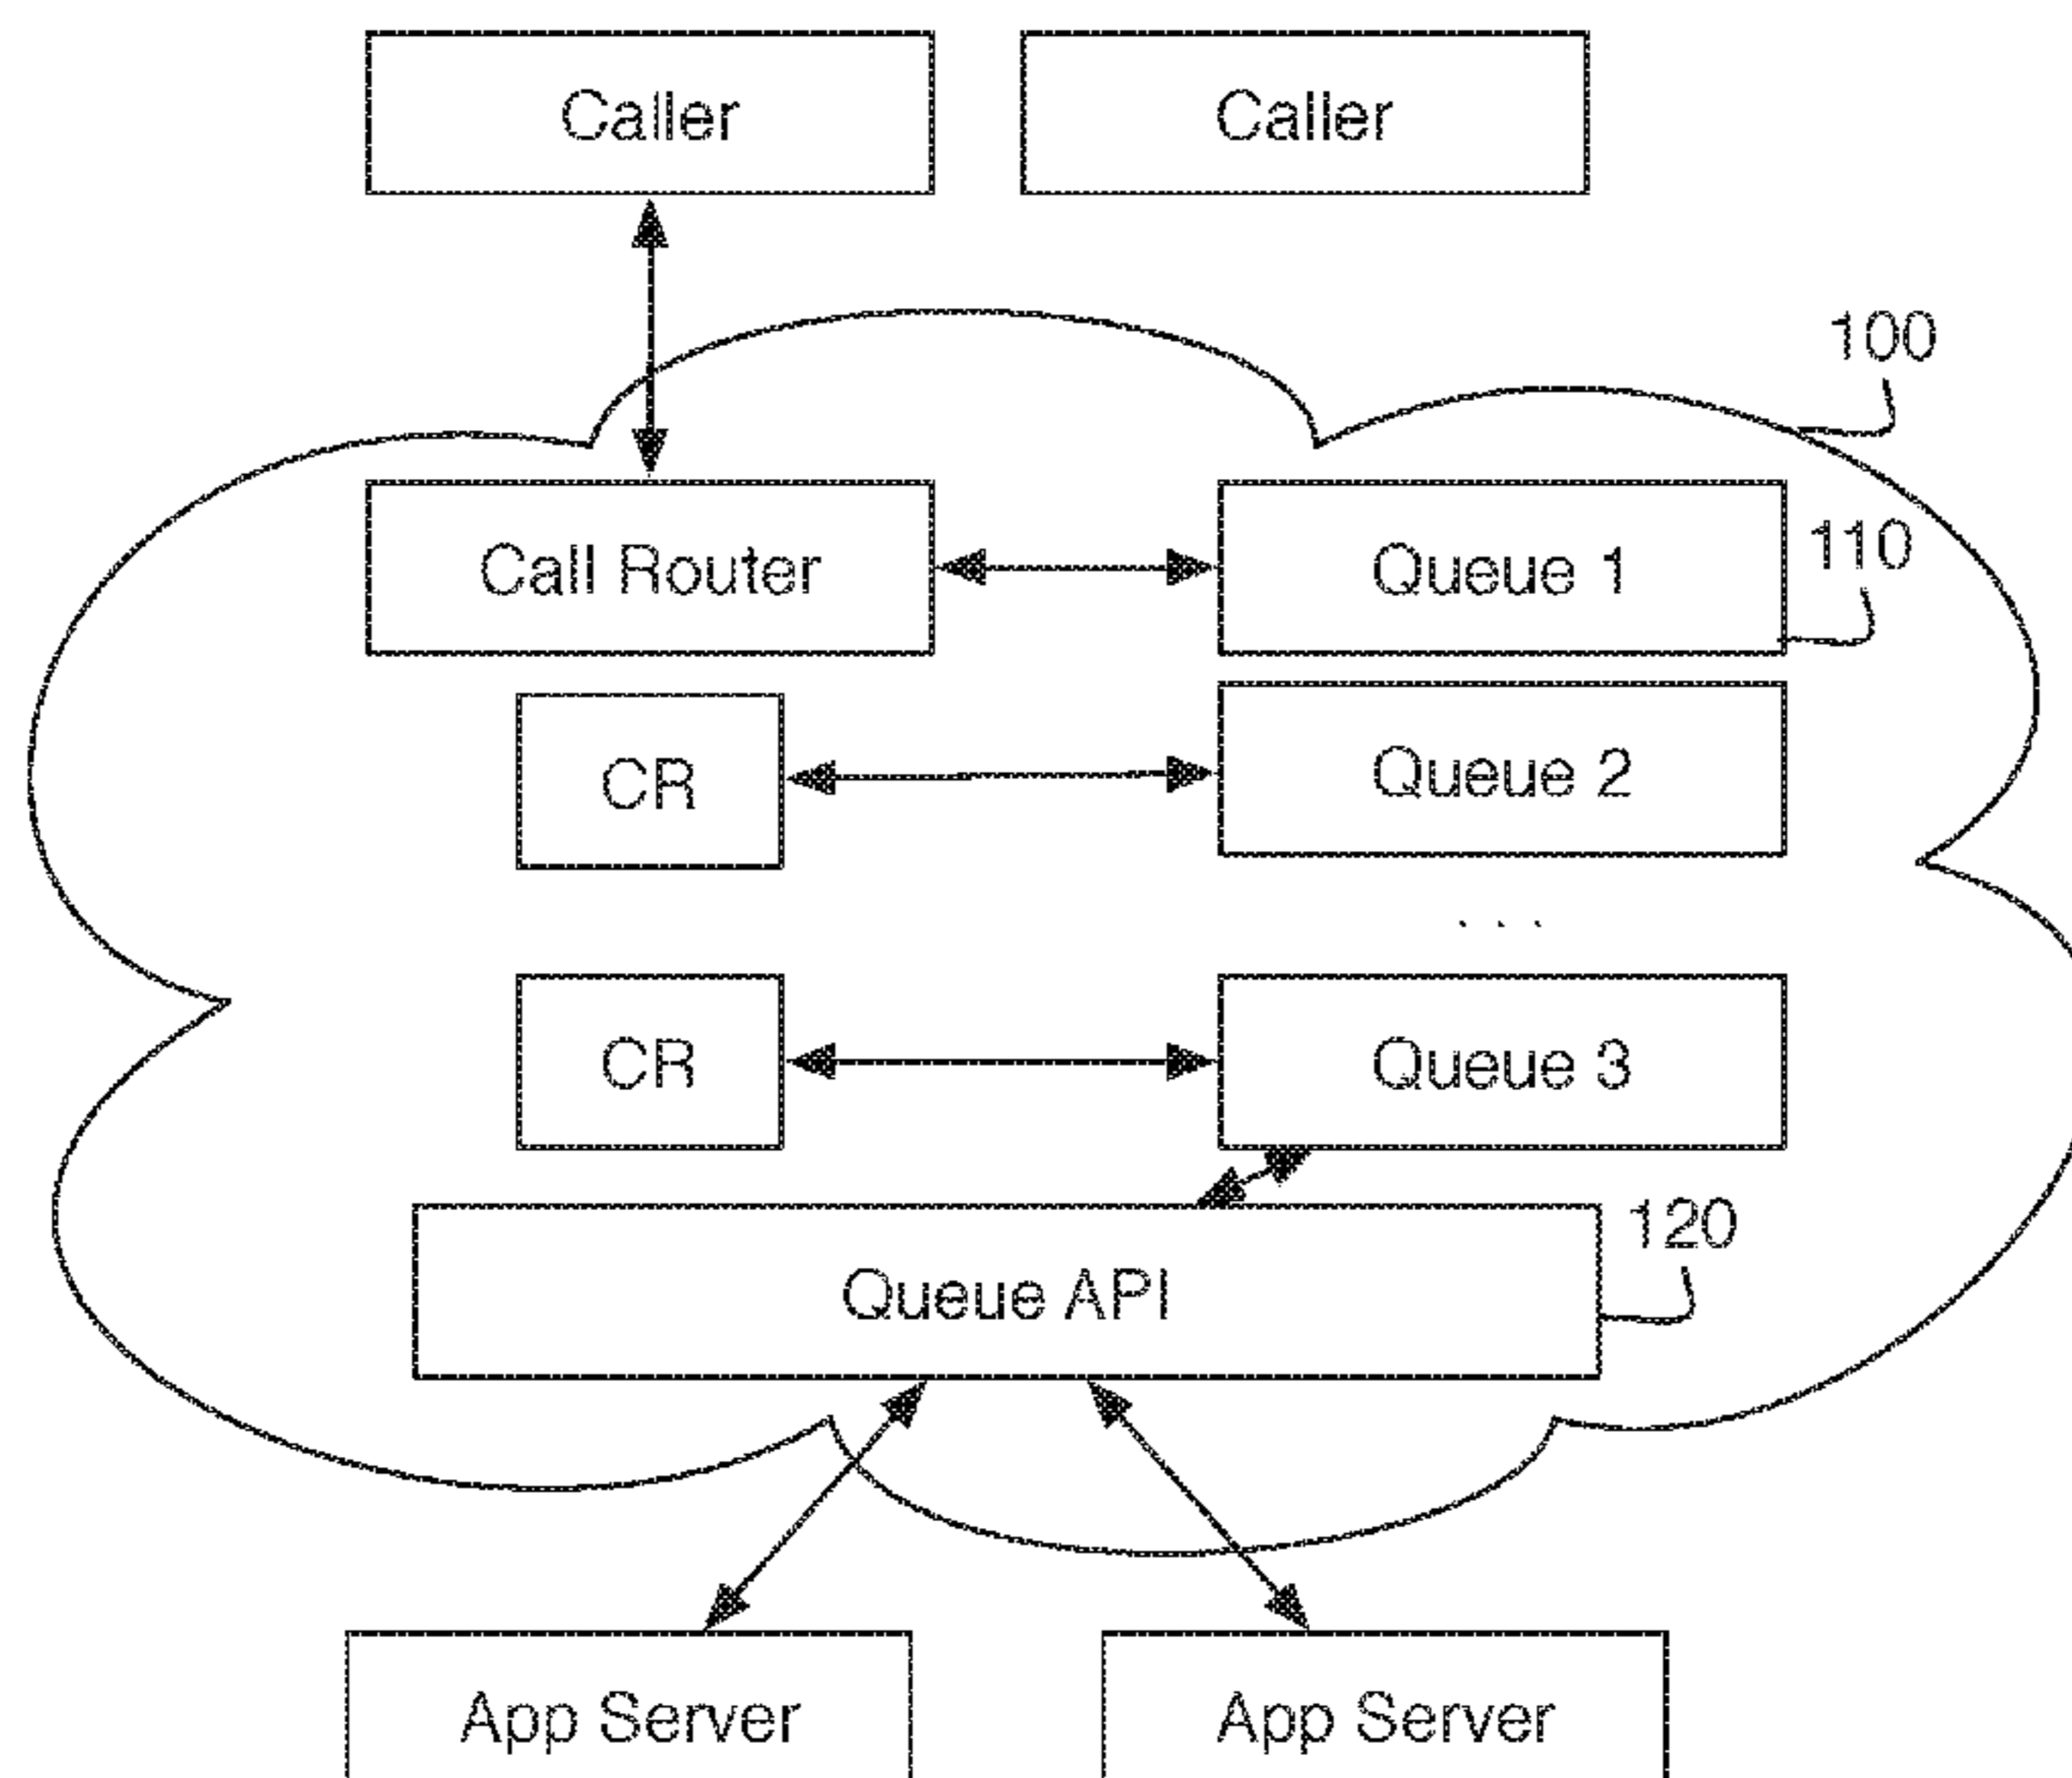 Caller
Caller
100
Call Router
Queue 1
110
CR
Queue 2
. . .
CR
Queue 3
120
Queue API
App Server
App Server